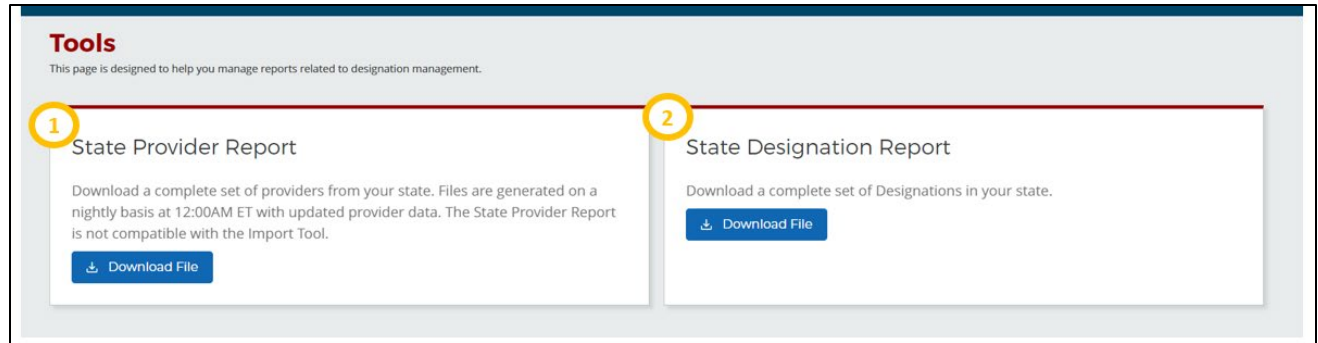 Tools
This page is designed to help you manage reports related to designation management.
1
State Provider Report
Download a complete set of providers from your state. Files are generated on a
nightly basis at 12:00AM ET with updated provider data. The State Provider Report
is not compatible with the Import Tool.
Download File
2
State Designation Report
Download a complete set of Designations in your state.
Download File